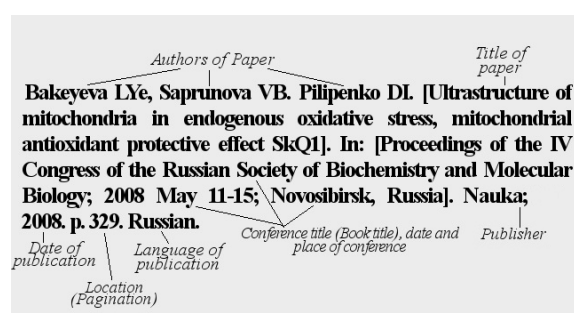 Authors of Paper
Title of
paper
Bakeyeva LYe, Saprunova VB. Pilipenko DI. [Ultrastructure of
mitochondria in endogenous oxidative stress, mitochondrial
antioxidant protective effect SkQ1]. In: [Proceedings of the IV
Congress of the Russian Society of Biochemistry and Molecular
Biology; 2008 May 11-15; Novosibirsk, Russia]. Nauka;
2008. p. 329. Russian.
Date of
publication
Language of
publication
Conference title (Book title), date and
place of conference
Publisher
Location
(Pagination)